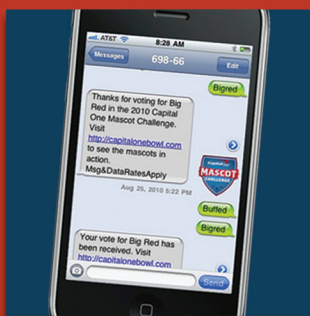 AT&T 8:28 AM
Messages 698-66 Edit
Bigred
Thanks for voting for Big
Red in the 2010 Capital
One Mascot Challenge.
Visit
http://capitalonebowl.com
to see the mascots in
action.
Msg&DataRatesApply
MASCOT
CHALLENGE
Aug 25, 2010 5:22 PM
Buffed
Bigred
Your vote for Big Red has
been received. Visit
http://capitalonebowl.com
Send